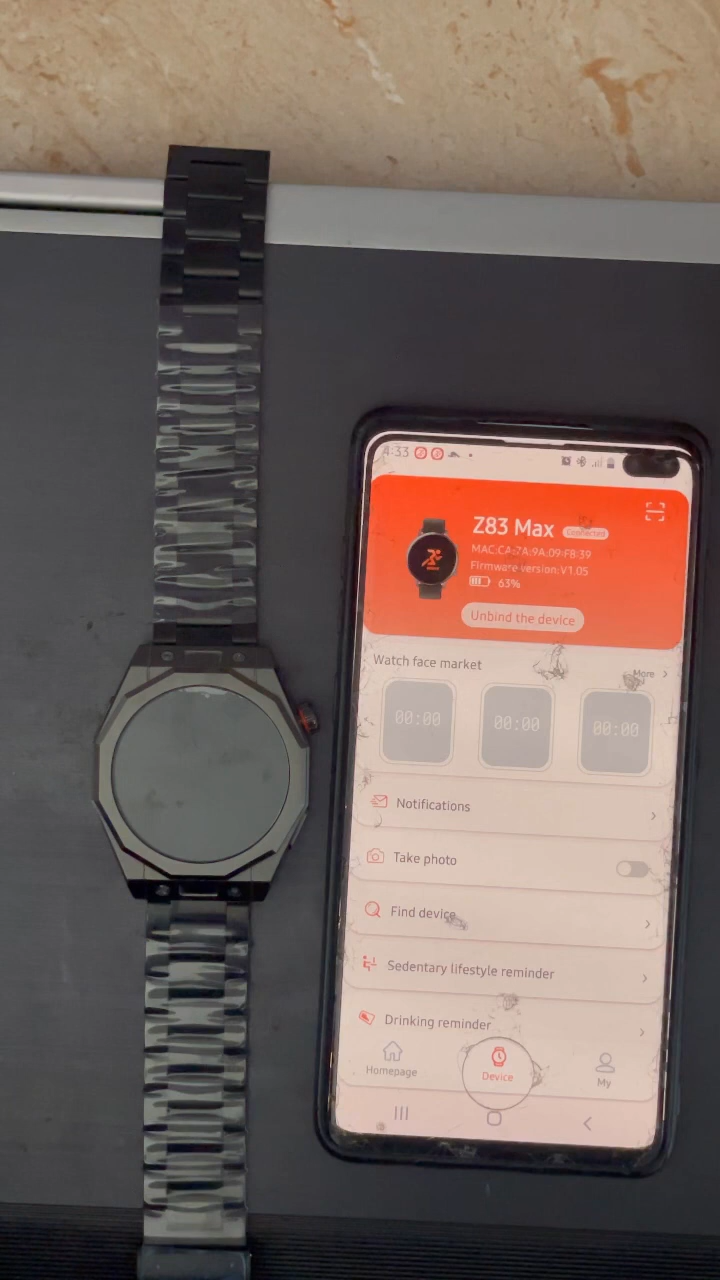 4:33
Z83 Max Connected
MAC:CA:7A:9A:09:F8:39
Firmware version:V1.05
63%
Unbind the device
Watch face market
More
00:00 00:00 00:00
Notifications
Take photo
Find device
Sedentary lifestyle reminder
Drinking reminder
Homepage Device My